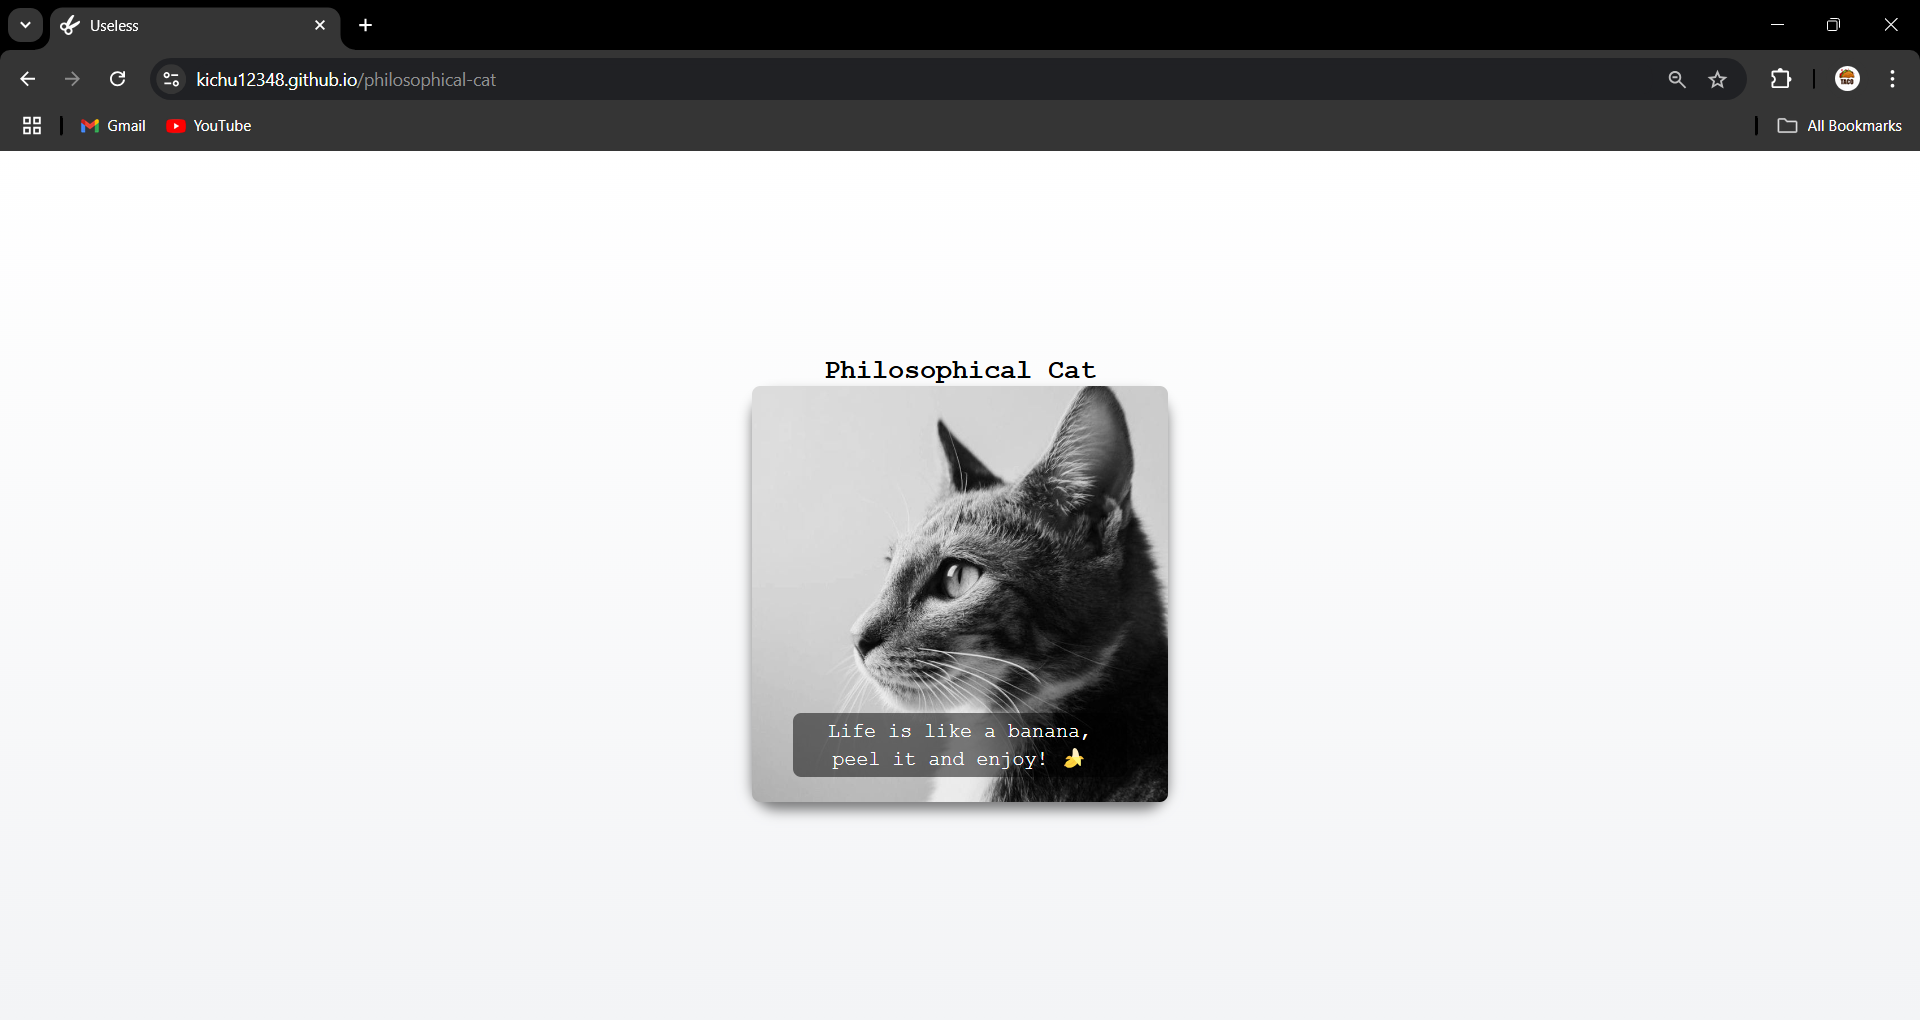 Useless
kichu12348.github.io/philosophical-cat
TACO
Gmail
YouTube
All Bookmarks
Philosophical Cat
Life is like a banana,
peel it and enjoy! 🍌